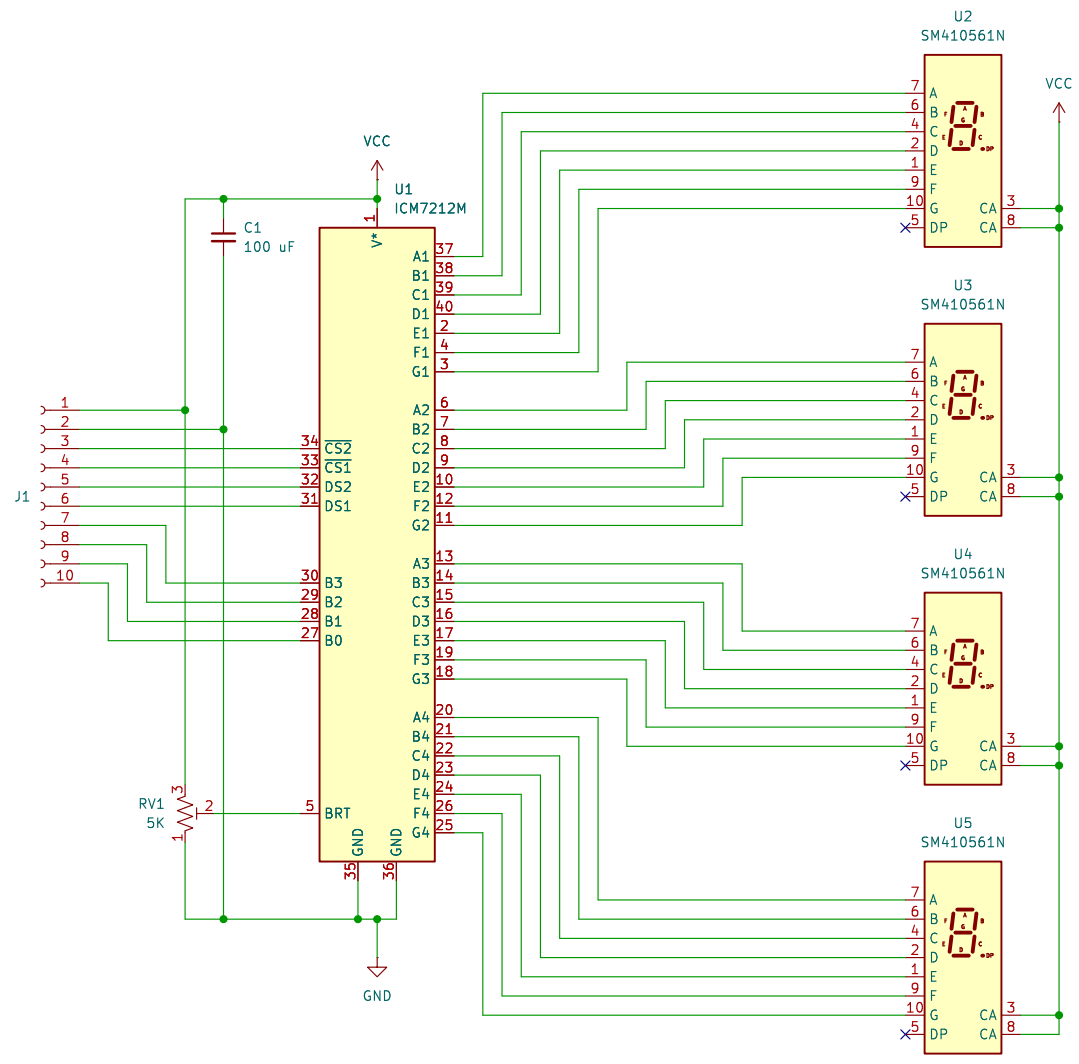 VCC
U1
ICM7212M
C1
100 uF
1
V*
J1
1
2
3
4
5
6
7
8
9
10
34 CS2
33 CS1
32 DS2
31 DS1
30 B3
29 B2
28 B1
27 B0
RV1
5K
3
2
1
5 BRT
GND
35
GND
36
GND
A1 37
B1 38
C1 39
D1 40
E1 2
F1 4
G1 3
A2 6
B2 7
C2 8
D2 9
E2 10
F2 12
G2 11
A3 13
B3 14
C3 15
D3 16
E3 17
F3 19
G3 18
A4 20
B4 21
C4 22
D4 23
E4 24
F4 26
G4 25
U2
SM410561N
7 A
6 B
4 C
2 D
1 E
9 F
10 G CA 3
5 DP CA 8
A
F B
G
E C
D DP
VCC
U3
SM410561N
7 A
6 B
4 C
2 D
1 E
9 F
10 G CA 3
5 DP CA 8
A
F B
G
E C
D DP
U4
SM410561N
7 A
6 B
4 C
2 D
1 E
9 F
10 G CA 3
5 DP CA 8
A
F B
G
E C
D DP
U5
SM410561N
7 A
6 B
4 C
2 D
1 E
9 F
10 G CA 3
5 DP CA 8
A
F B
G
E C
D DP